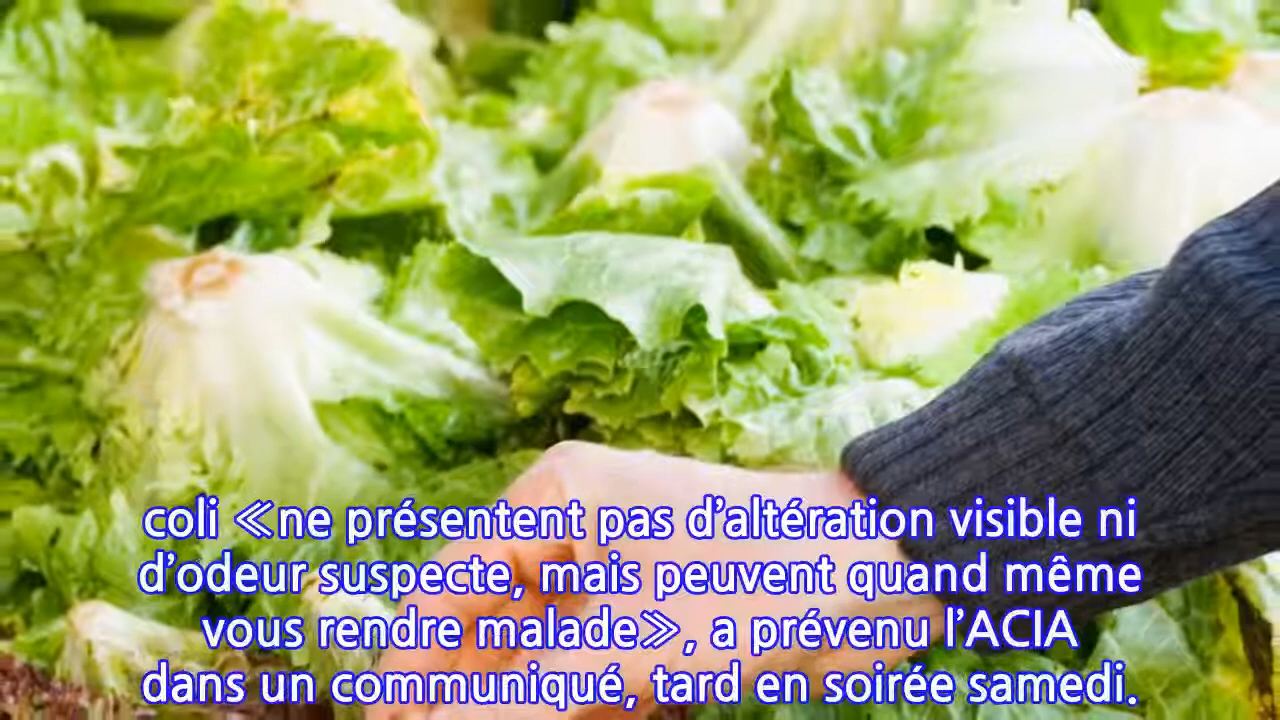 coli ≪ne présentent pas d’altération visible ni
d’odeur suspecte, mais peuvent quand même
vous rendre malade≫, a prévenu l’ACIA
dans un communiqué, tard en soirée samedi.